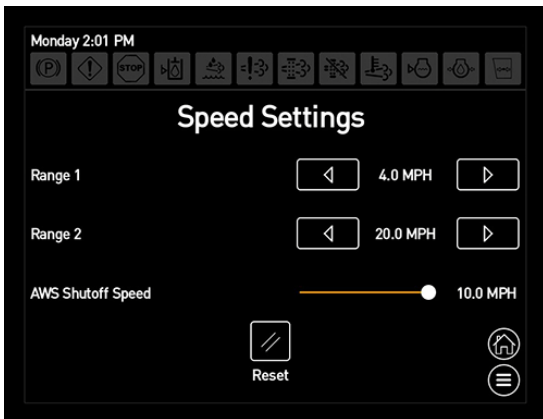 Monday 2:01 PM
(P) STOP
Speed Settings
Range 1 4.0 MPH
Range 2 20.0 MPH
AWS Shutoff Speed 10.0 MPH
Reset